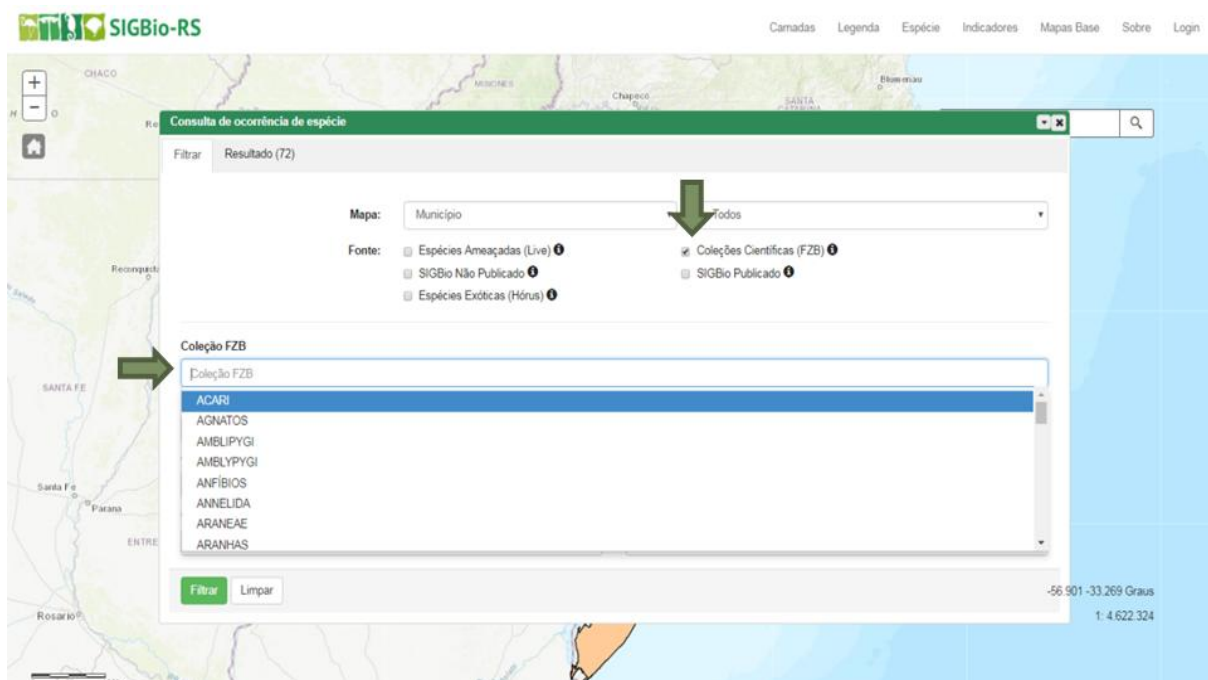 SIGBio-RS
Camadas Legenda Espécie Indicadores Mapas Base Sobre Login
+
CHACO
MISIONES
Chapecó
Blumenau
SANTA
CATARINA
−
Consulta de ocorrência de espécie
Filtrar Resultado (72)
Mapa: Município Todos
Fonte: Espécies Ameaçadas (Live) Coleções Científicas (FZB)
SIGBio Não Publicado SIGBio Publicado
Espécies Exóticas (Hórus)
Coleção FZB
Coleção FZB
ACARI
AGNATOS
AMBLIPYGI
AMBLYPYGI
ANFÍBIOS
ANNELIDA
ARANEAE
ARANHAS
SANTA FE
Santa Fe
Parana
ENTRE
Filtrar Limpar
-56.901 -33.269 Graus
1: 4.622.324
Rosario